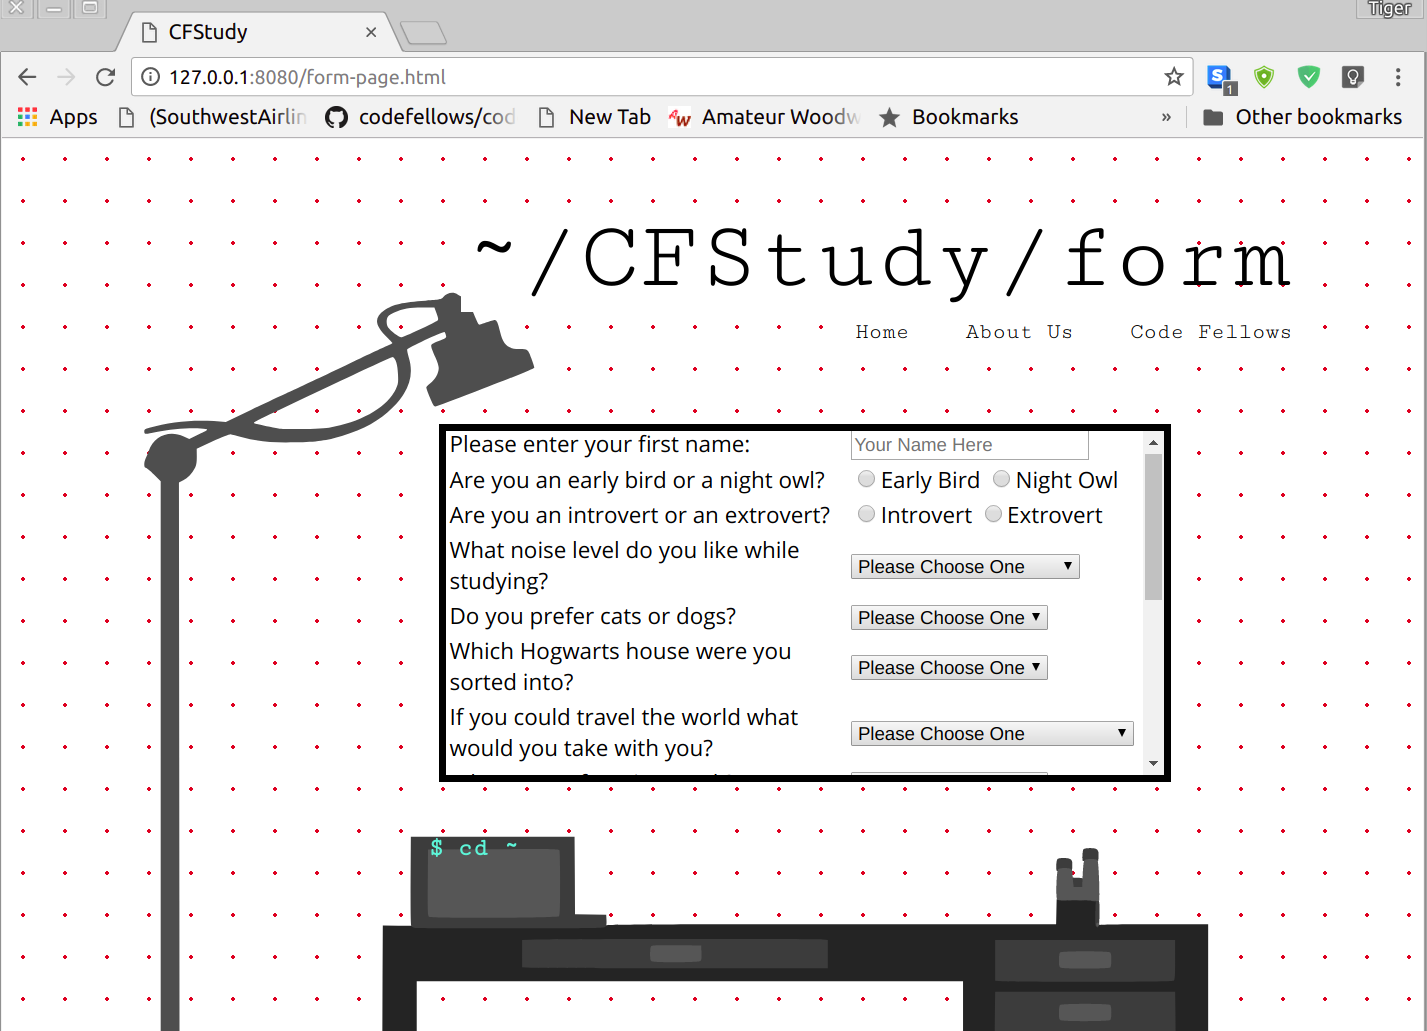 Tiger
CFStudy
127.0.0.1:8080/form-page.html
S 1
Apps (SouthwestAirlin codefellows/cod New Tab Amateur Woodw Bookmarks » Other bookmarks
~/CFStudy/form
Home About Us Code Fellows
Please enter your first name: Your Name Here
Are you an early bird or a night owl? Early Bird Night Owl
Are you an introvert or an extrovert? Introvert Extrovert
What noise level do you like while
studying?
Please Choose One
Do you prefer cats or dogs? Please Choose One
Which Hogwarts house were you
sorted into?
Please Choose One
If you could travel the world what
would you take with you?
Please Choose One
$ cd ~